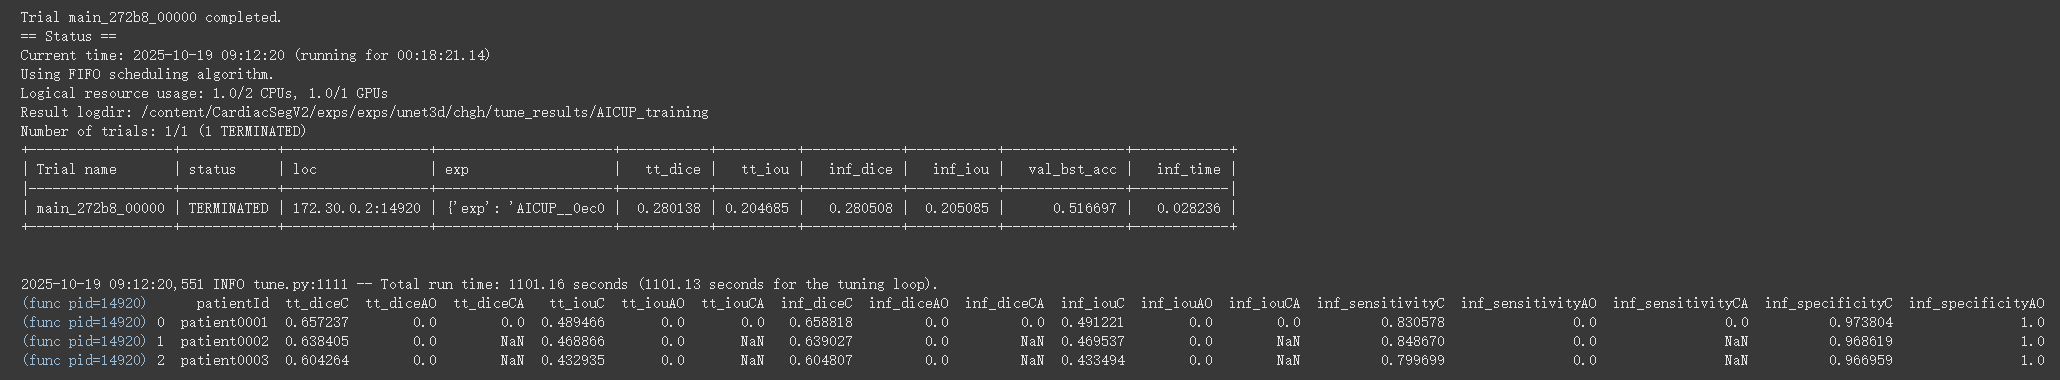 Trial main_272b8_00000 completed.
== Status ==
Current time: 2025-10-19 09:12:20 (running for 00:18:21.14)
Using FIFO scheduling algorithm.
Logical resource usage: 1.0/2 CPUs, 1.0/1 GPUs
Result logdir: /content/CardiacSegV2/exps/exps/unet3d/chgh/tune_results/AICUP_training
Number of trials: 1/1 (1 TERMINATED)
+------------------+------------+-------------------+----------------------+-----------+----------+------------+-----------+---------------+------------+
| Trial name       | status     | loc               | exp                  |   tt_dice |   tt_iou |   inf_dice |   inf_iou |   val_bst_acc |   inf_time |
|------------------+------------+-------------------+----------------------+-----------+----------+------------+-----------+---------------+------------|
| main_272b8_00000 | TERMINATED | 172.30.0.2:14920 | {'exp': 'AICUP__0ec0 |  0.280138 | 0.204685 |   0.280508 |  0.205085 |      0.516697 |   0.028236 |
+------------------+------------+-------------------+----------------------+-----------+----------+------------+-----------+---------------+------------+
2025-10-19 09:12:20,551 INFO tune.py:1111 -- Total run time: 1101.16 seconds (1101.13 seconds for the tuning loop).
(func pid=14920)      patientId  tt_diceC  tt_diceAO  tt_diceCA  tt_iouC  tt_iouAO  tt_iouCA  inf_diceC  inf_diceAO  inf_diceCA  inf_iouC  inf_iouAO  inf_iouCA  inf_sensitivityC  inf_sensitivityAO  inf_sensitivityCA  inf_specificityC  inf_specificityAO
(func pid=14920) 0  patient0001  0.657237  0.0  0.0  0.489466  0.0  0.0  0.658818  0.0  0.0  0.491221  0.0  0.0  0.830578  0.0  0.0  0.973804  1.0
(func pid=14920) 1  patient0002  0.638405  0.0  NaN  0.468866  0.0  NaN  0.639027  0.0  NaN  0.469537  0.0  NaN  0.848670  0.0  NaN  0.968619  1.0
(func pid=14920) 2  patient0003  0.604264  0.0  NaN  0.432935  0.0  NaN  0.604807  0.0  NaN  0.433494  0.0  NaN  0.799699  0.0  NaN  0.966959  1.0